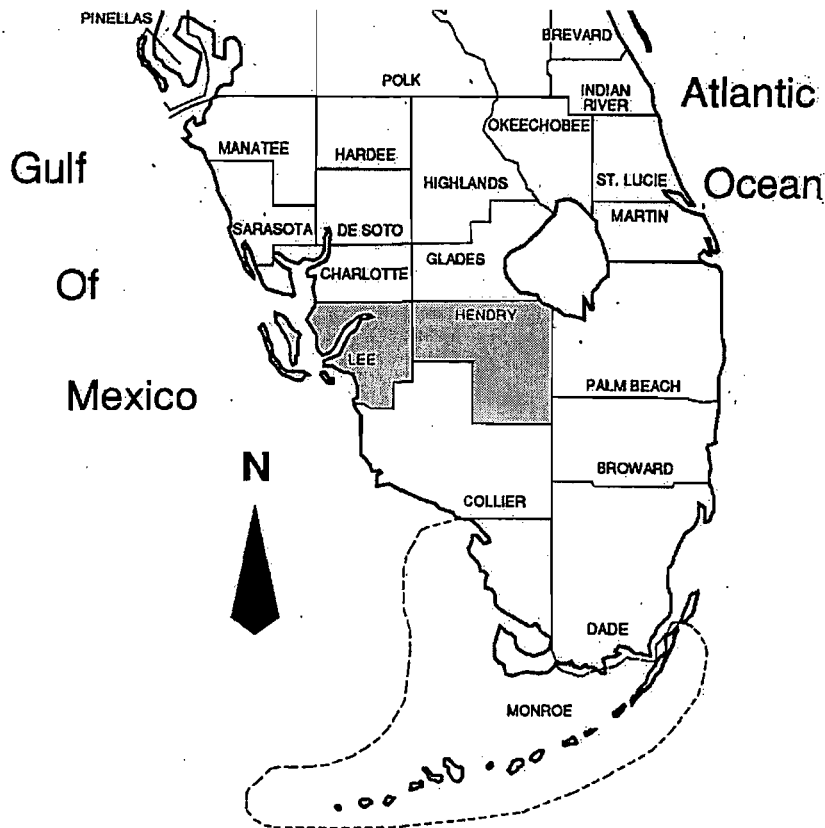 PINELLAS
BREVARD
POLK
INDIAN
RIVER
Atlantic
Ocean
OKEECHOBEE
MANATEE
HARDEE
Gulf
Of
Mexico
HIGHLANDS
ST. LUCIE
MARTIN
SARASOTA
DE SOTO
GLADES
CHARLOTTE
HENDRY
LEE
PALM BEACH
N
BROWARD
COLLIER
DADE
MONROE